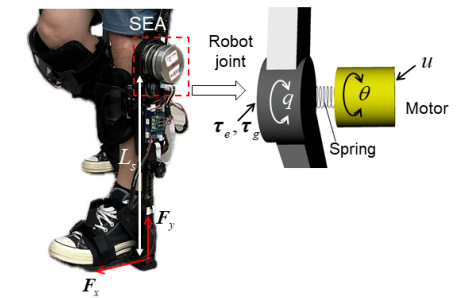 SEA
Robot
joint
u
q
θ
Motor
τe, τg
Spring
Ls
Fy
Fx